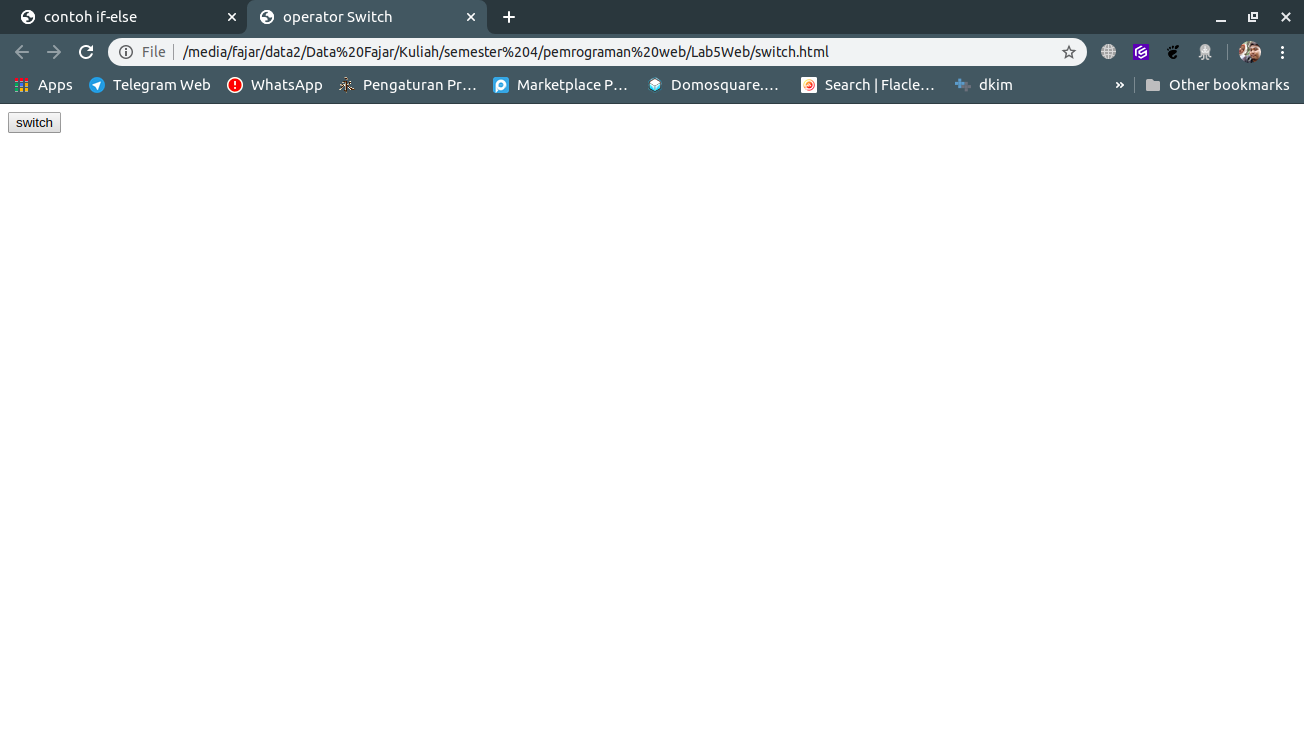 contoh if-else operator Switch
File /media/fajar/data2/Data%20Fajar/Kuliah/semester%204/pemrograman%20web/Lab5Web/switch.html
Apps Telegram Web WhatsApp Pengaturan Pr... Marketplace P... Domosquare.... Search | Flacle... dkim » Other bookmarks
switch